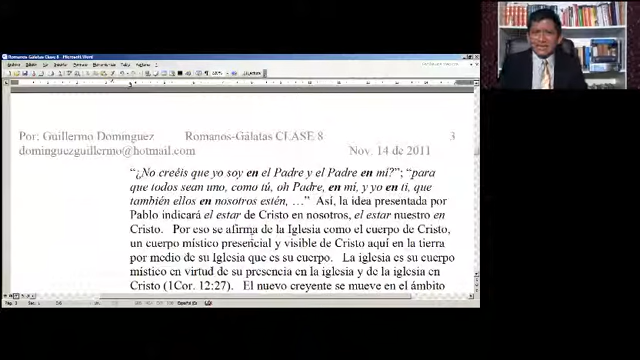 Romanos-Gálatas Clase 8 - Microsoft Word
Por: Guillermo Dominguez Romanos-Gálatas CLASE 8 3
dominguezguillermo@hotmail.com Nov. 14 de 2011
“¿No creéis que yo soy en el Padre y el Padre en mí?”; “para
que todos sean uno, como tú, oh Padre, en mí, y yo en ti, que
también ellos en nosotros estén, …” Así, la idea presentada por
Pablo indicará el estar de Cristo en nosotros, el estar nuestro en
Cristo. Por eso se afirma de la Iglesia como el cuerpo de Cristo,
un cuerpo místico presencial y visible de Cristo aquí en la tierra
por medio de su Iglesia que es su cuerpo. La iglesia es su cuerpo
místico en virtud de su presencia en la iglesia y de la iglesia en
Cristo (1Cor. 12:27). El nuevo creyente se mueve en el ámbito